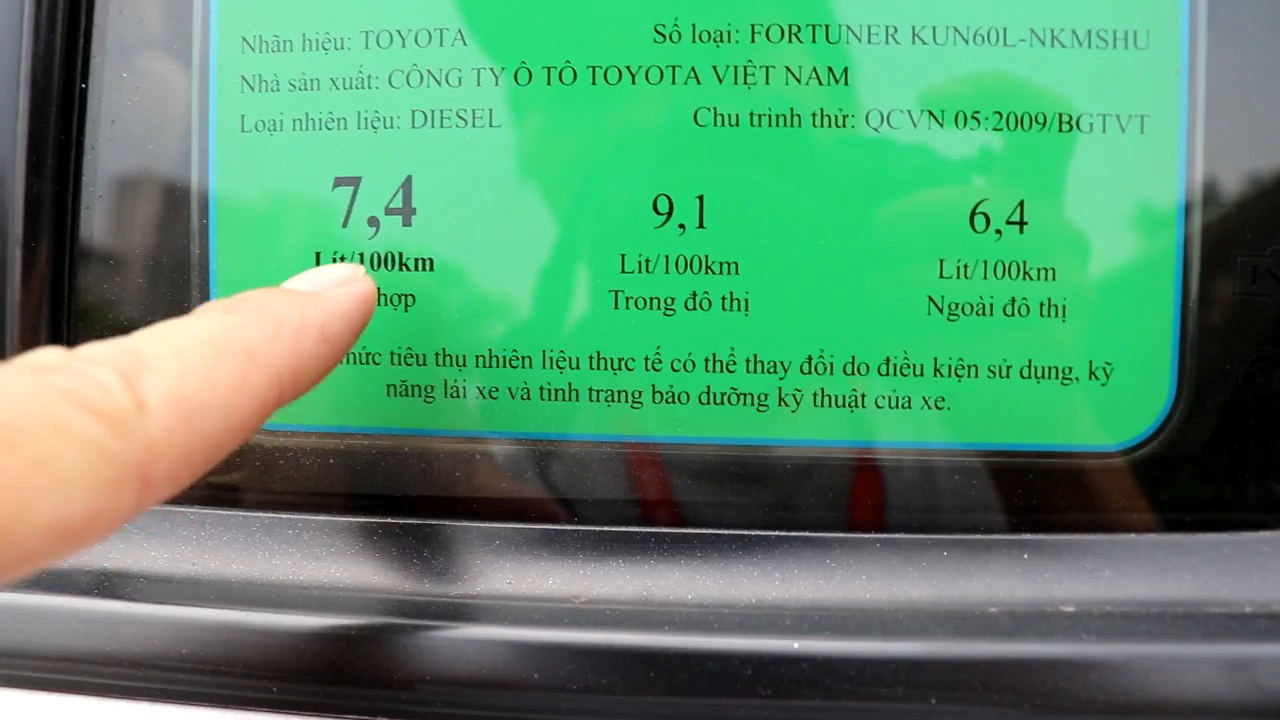 Nhãn hiệu: TOYOTA Số loại: FORTUNER KUN60L-NKMSHU
Nhà sản xuất: CÔNG TY Ô TÔ TOYOTA VIỆT NAM
Loại nhiên liệu: DIESEL Chu trình thử: QCVN 05:2009/BGTVT
7,4 9,1 6,4
Lít/100km Lít/100km Lít/100km
hợp Trong đô thị Ngoài đô thị
mức tiêu thụ nhiên liệu thực tế có thể thay đổi do điều kiện sử dụng, kỹ
năng lái xe và tình trạng bảo dưỡng kỹ thuật của xe.